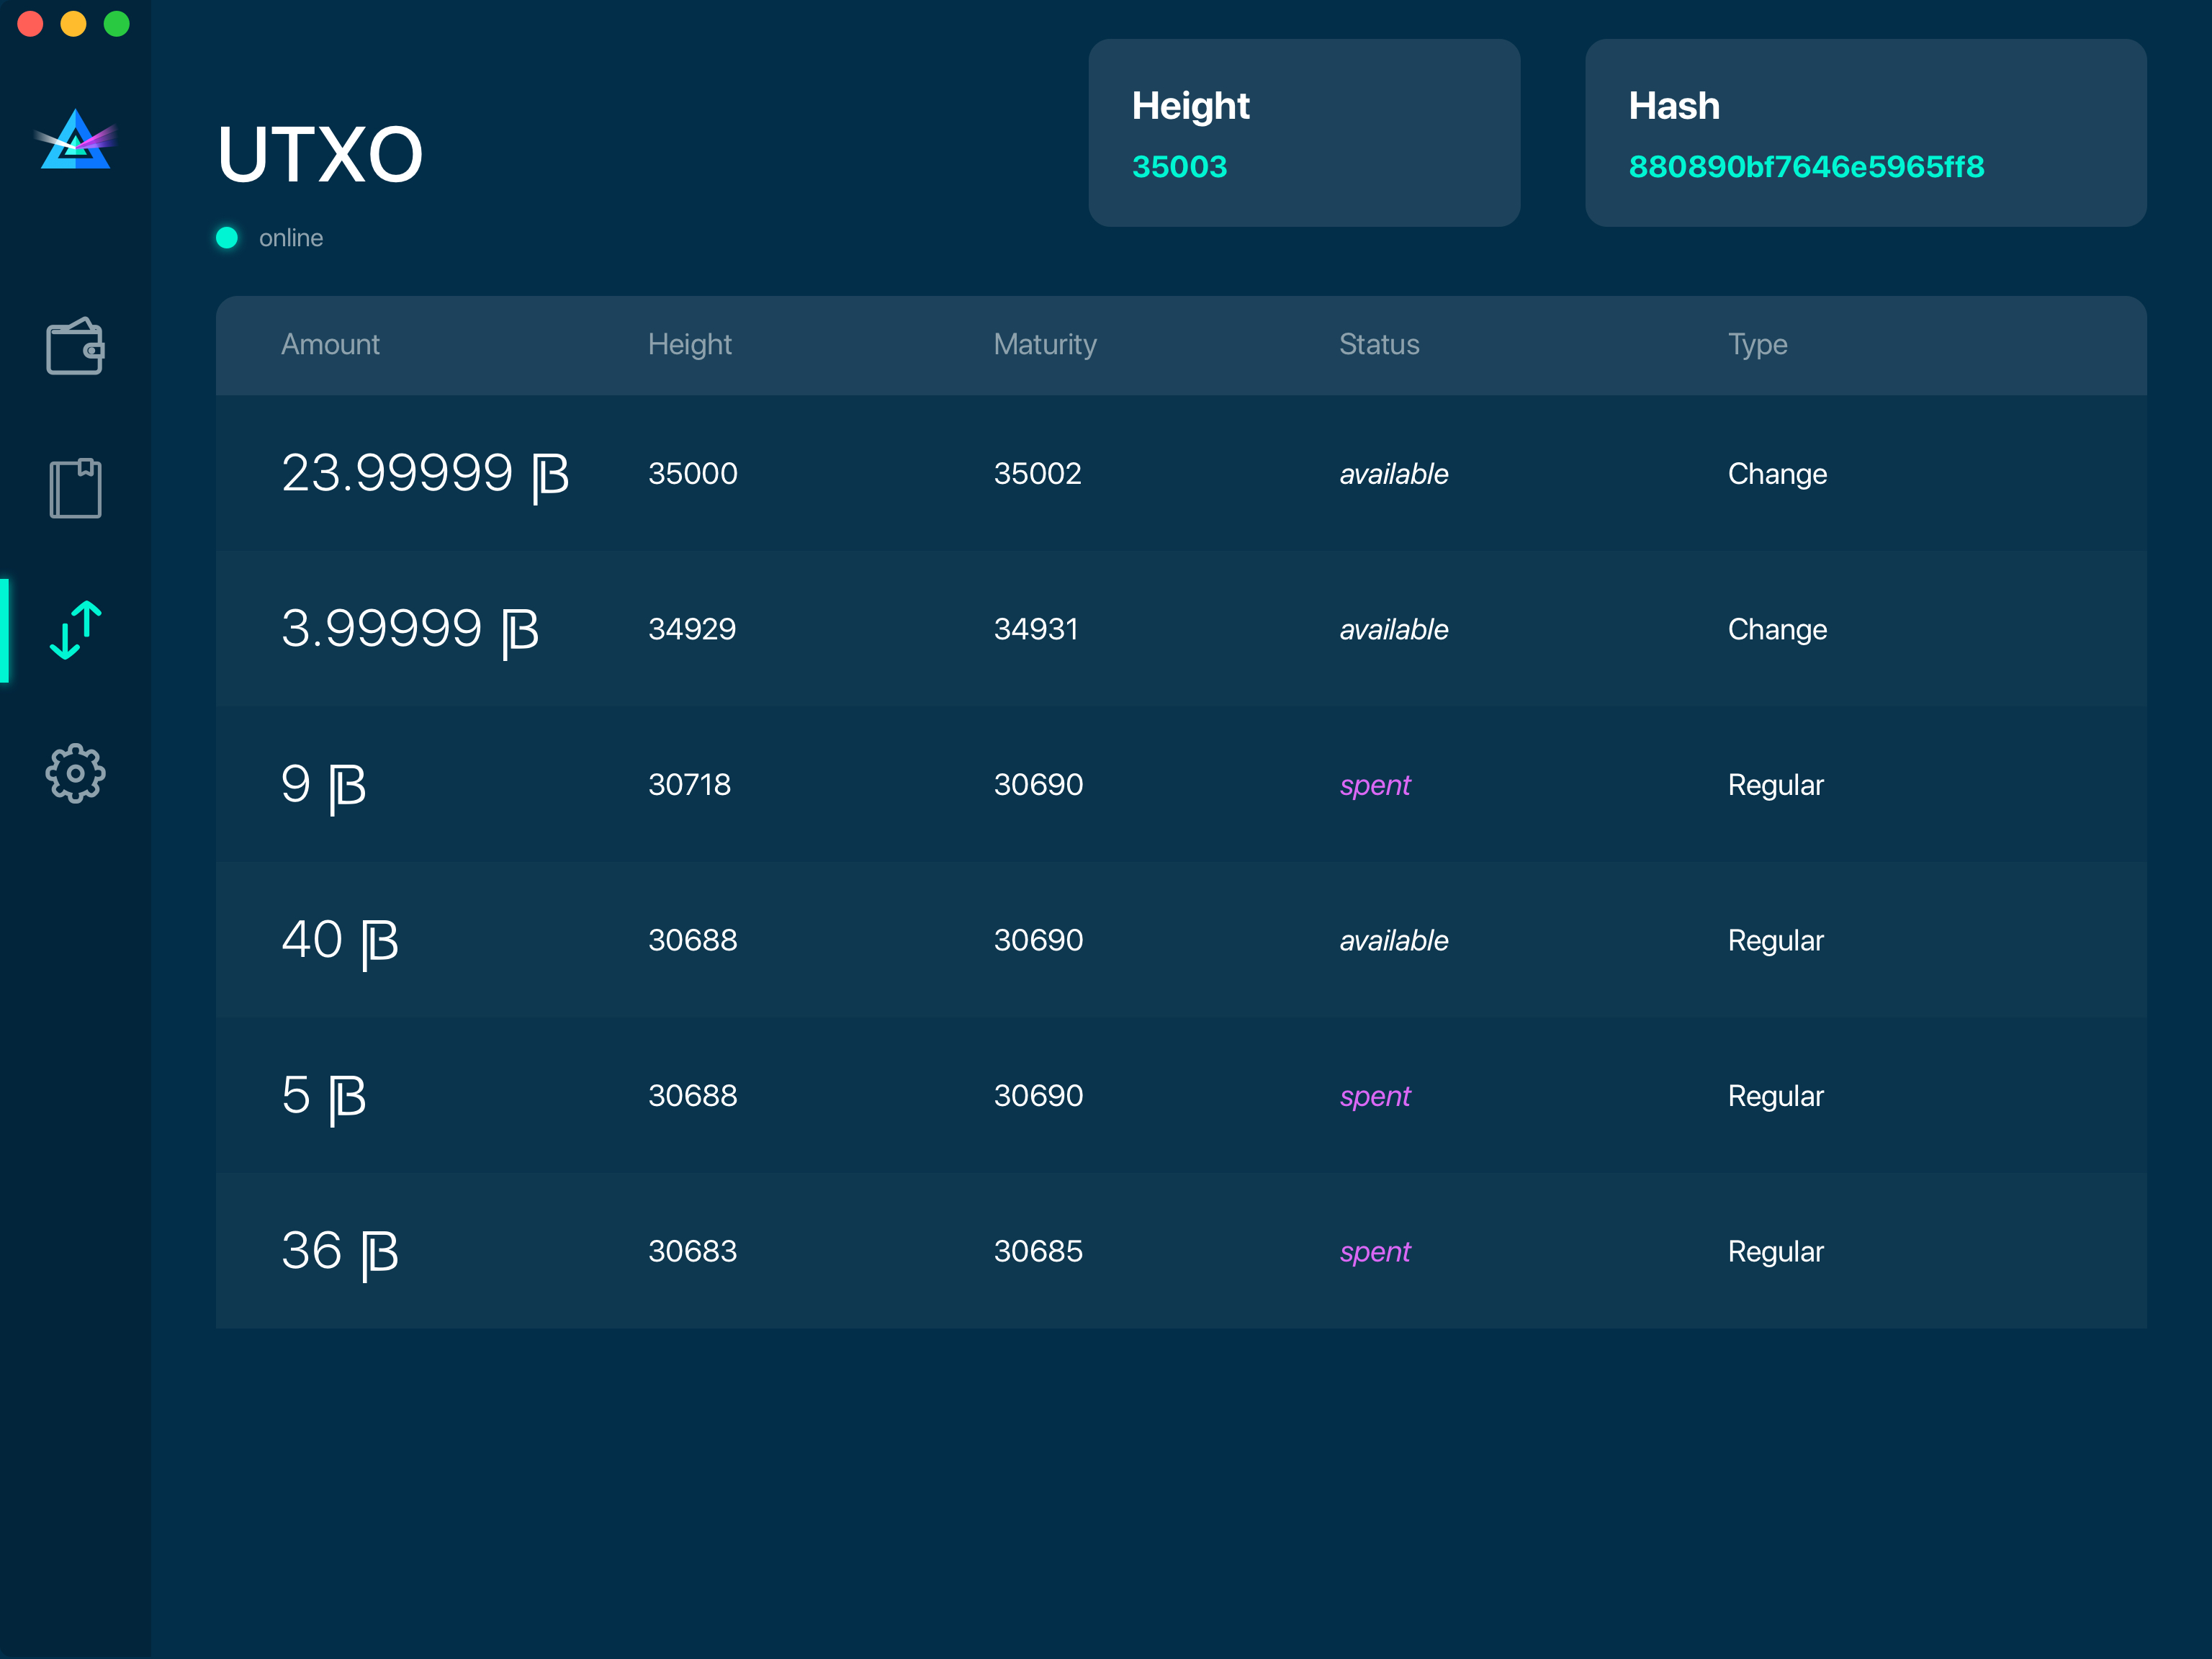 UTXO
online
Height
35003
Hash
880890bf7646e5965ff8
Amount Height Maturity Status Type
23.99999 35000 35002 available Change
3.99999 34929 34931 available Change
9 30718 30690 spent Regular
40 30688 30690 available Regular
5 30688 30690 spent Regular
36 30683 30685 spent Regular